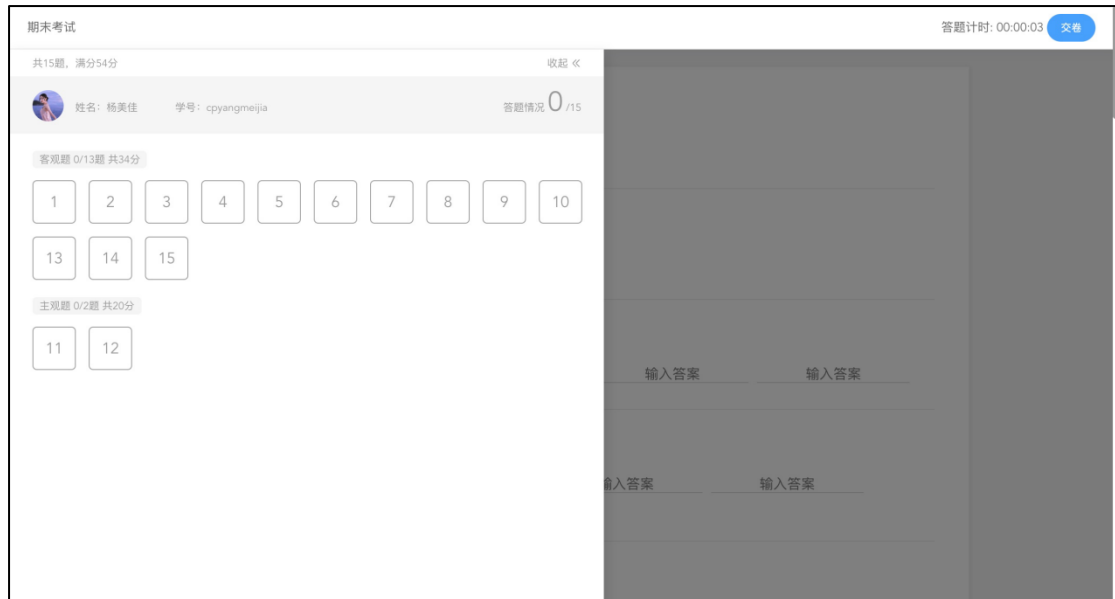 期末考试 答题计时: 00:00:03 交卷
共15题，满分54分 收起 《
姓名：杨美佳 学号：cpyangmeijia 答题情况 0 /15
客观题 0/13题 共34分
1 2 3 4 5 6 7 8 9 10
13 14 15
主观题 0/2题 共20分
11 12
输入答案 输入答案
输入答案 输入答案